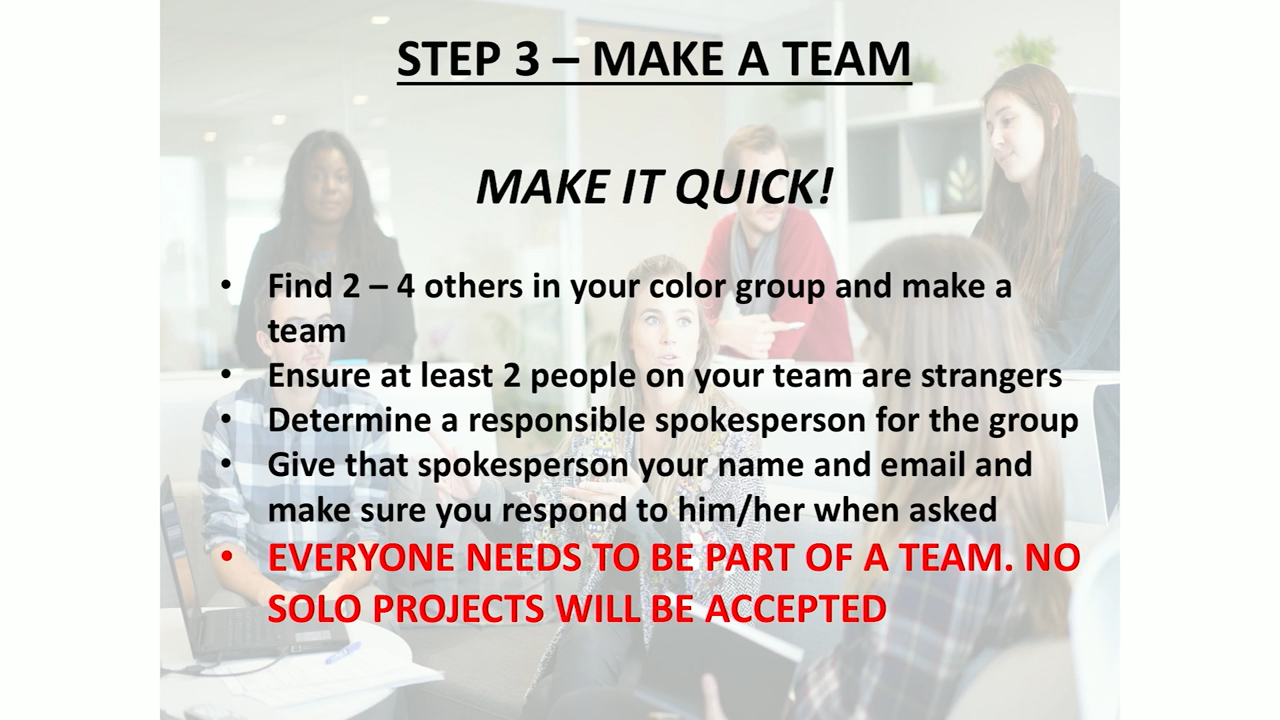 STEP 3 – MAKE A TEAM
MAKE IT QUICK!
• Find 2 – 4 others in your color group and make a
team
• Ensure at least 2 people on your team are strangers
• Determine a responsible spokesperson for the group
• Give that spokesperson your name and email and
make sure you respond to him/her when asked
• EVERYONE NEEDS TO BE PART OF A TEAM. NO
SOLO PROJECTS WILL BE ACCEPTED